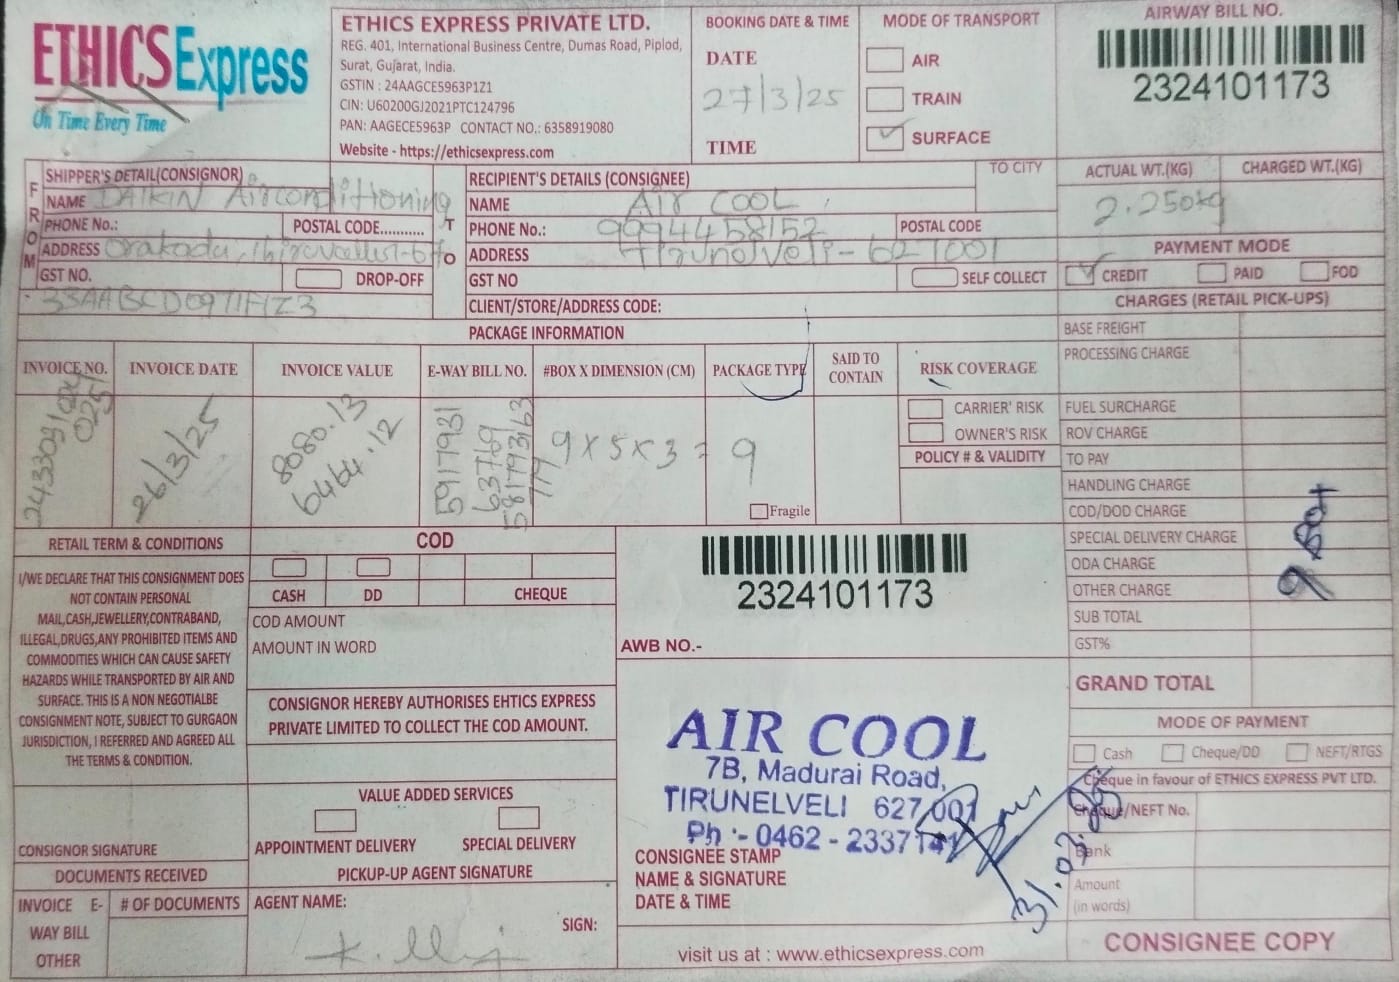 ETHICS Express
On Time Every Time
ETHICS EXPRESS PRIVATE LTD.
REG. 401, International Business Centre, Dumas Road, Piplod,
Surat, Gujarat, India.
GSTIN : 24AAGCE5963P1Z1
CIN: U60200GJ2021PTC124796
PAN: AAGECE5963P CONTACT NO.: 6358919080
Website - https://ethicsexpress.com
BOOKING DATE & TIME
DATE
27/3/25
TIME
MODE OF TRANSPORT
AIR
TRAIN
SURFACE
AIRWAY BILL NO.
2324101173
FROM
SHIPPER'S DETAIL(CONSIGNOR)
NAME DAIKIN Airconditioning
PHONE No.: POSTAL CODE...........
ADDRESS
GST NO. DROP-OFF
TO
RECIPIENT'S DETAILS (CONSIGNEE) TO CITY
NAME AIR COOL
PHONE No.: 9994458152 POSTAL CODE
ADDRESS Tirunelveli - 627001
GST NO SELF COLLECT
CLIENT/STORE/ADDRESS CODE:
ACTUAL WT.(KG) CHARGED WT.(KG)
2.250kg
PAYMENT MODE
CREDIT PAID FOD
CHARGES (RETAIL PICK-UPS)
BASE FREIGHT
PROCESSING CHARGE
FUEL SURCHARGE
ROV CHARGE
TO PAY
HANDLING CHARGE
COD/DOD CHARGE
SPECIAL DELIVERY CHARGE
ODA CHARGE
OTHER CHARGE
SUB TOTAL
GST%
GRAND TOTAL
PACKAGE INFORMATION
INVOICE NO. INVOICE DATE INVOICE VALUE E-WAY BILL NO. #BOX X DIMENSION (CM) PACKAGE TYPE SAID TO CONTAIN RISK COVERAGE
26/3/25
8080.13
6464.12
9 x 5 x 3 = 9
Fragile
CARRIER' RISK
OWNER'S RISK
POLICY # & VALIDITY
RETAIL TERM & CONDITIONS
I/WE DECLARE THAT THIS CONSIGNMENT DOES
NOT CONTAIN PERSONAL
MAIL,CASH,JEWELLERY,CONTRABAND,
ILLEGAL,DRUGS,ANY PROHIBITED ITEMS AND
COMMODITIES WHICH CAN CAUSE SAFETY
HAZARDS WHILE TRANSPORTED BY AIR AND
SURFACE. THIS IS A NON NEGOTIALBE
CONSIGNMENT NOTE, SUBJECT TO GURGAON
JURISDICTION, I REFERRED AND AGREED ALL
THE TERMS & CONDITION.
CONSIGNOR SIGNATURE
DOCUMENTS RECEIVED
INVOICE E-
WAY BILL
OTHER
# OF DOCUMENTS
COD
CASH DD CHEQUE
COD AMOUNT
AMOUNT IN WORD
CONSIGNOR HEREBY AUTHORISES EHTICS EXPRESS
PRIVATE LIMITED TO COLLECT THE COD AMOUNT.
VALUE ADDED SERVICES
APPOINTMENT DELIVERY SPECIAL DELIVERY
PICKUP-UP AGENT SIGNATURE
AGENT NAME:
SIGN:
2324101173
AWB NO.-
AIR COOL
7B, Madurai Road,
TIRUNELVELI 627 001
Ph :- 0462 - 2337141
CONSIGNEE STAMP
NAME & SIGNATURE
DATE & TIME
visit us at : www.ethicsexpress.com
MODE OF PAYMENT
Cash Cheque/DD NEFT/RTGS
Cheque in favour of ETHICS EXPRESS PVT LTD.
Cheque/NEFT No.
Bank
Amount
(in words)
CONSIGNEE COPY